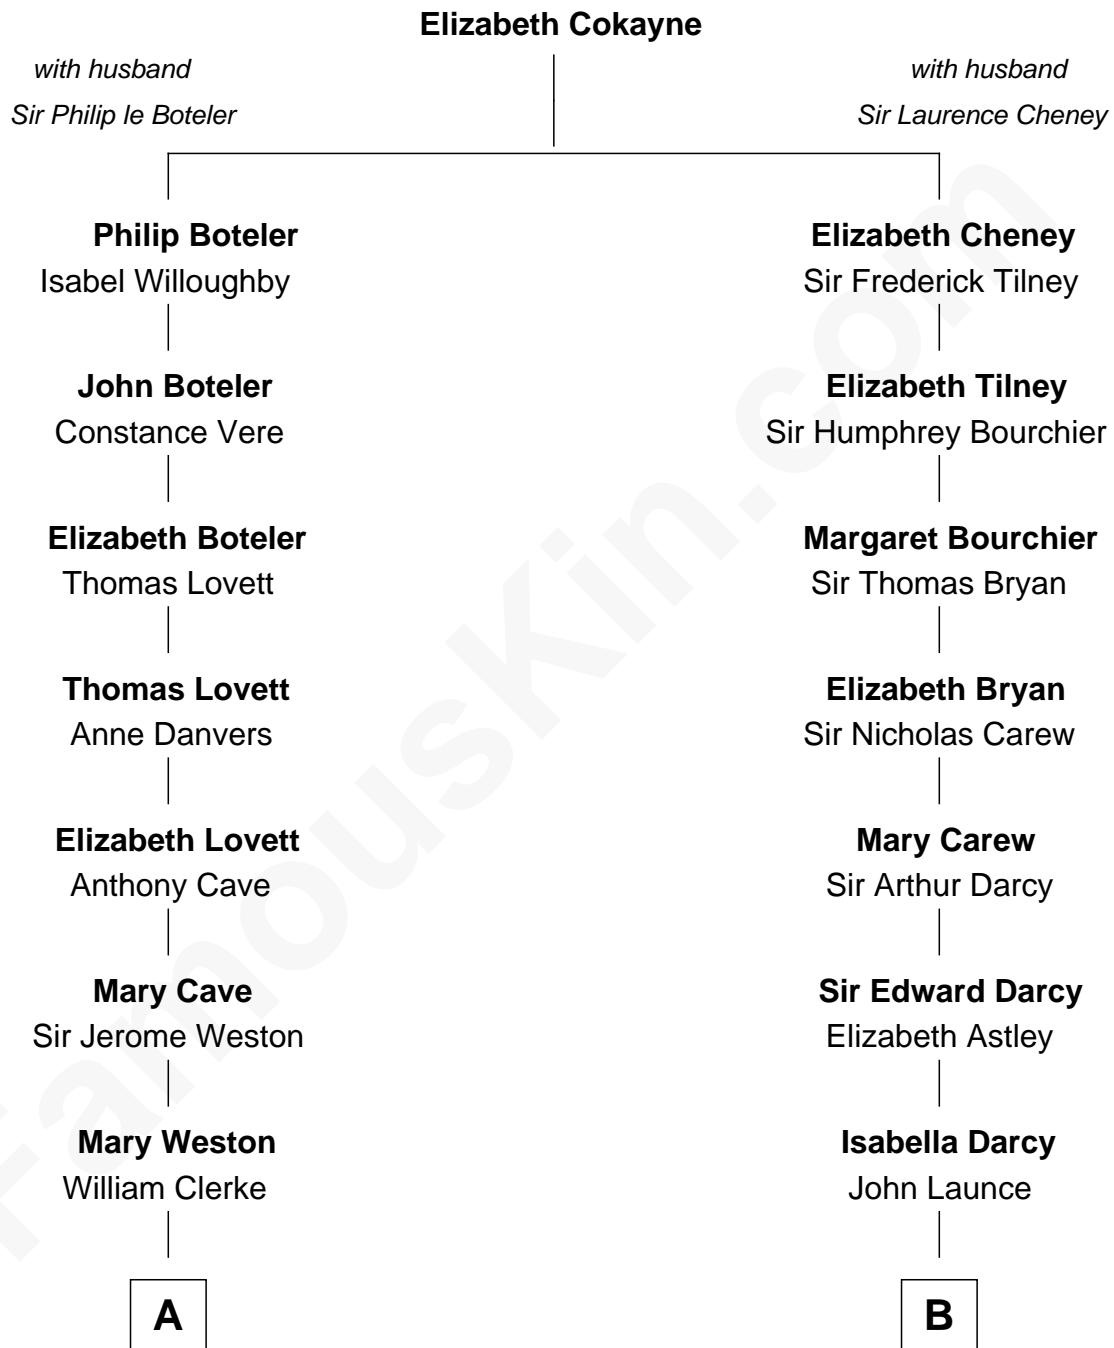 Elizabeth Cokayne
with husband
Sir Philip le Boteler
with husband
Sir Laurence Cheney
Philip Boteler
Isabel Willoughby
Elizabeth Cheney
Sir Frederick Tilney
John Boteler
Constance Vere
Elizabeth Tilney
Sir Humphrey Bourchier
Elizabeth Boteler
Thomas Lovett
Margaret Bourchier
Sir Thomas Bryan
Thomas Lovett
Anne Danvers
Elizabeth Bryan
Sir Nicholas Carew
Elizabeth Lovett
Anthony Cave
Mary Carew
Sir Arthur Darcy
Mary Cave
Sir Jerome Weston
Sir Edward Darcy
Elizabeth Astley
Mary Weston
William Clerke
Isabella Darcy
John Launce
A
B
FamousKin.com